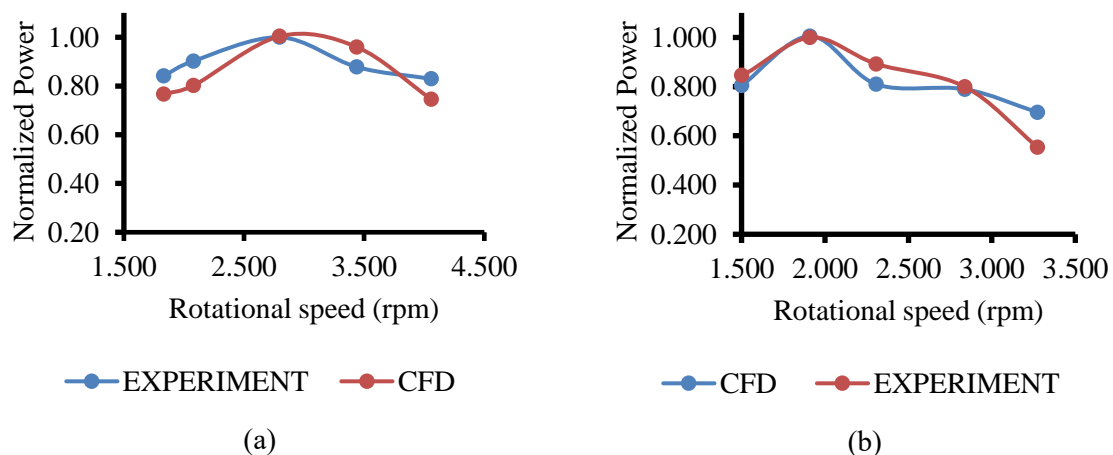 Normalized Power
1.00
0.80
0.60
0.40
0.20
1.500 2.500 3.500 4.500
Rotational speed (rpm)
EXPERIMENT CFD
(a)
Normalized Power
1.000
0.800
0.600
0.400
0.200
1.500 2.000 2.500 3.000 3.500
Rotational speed (rpm)
CFD EXPERIMENT
(b)